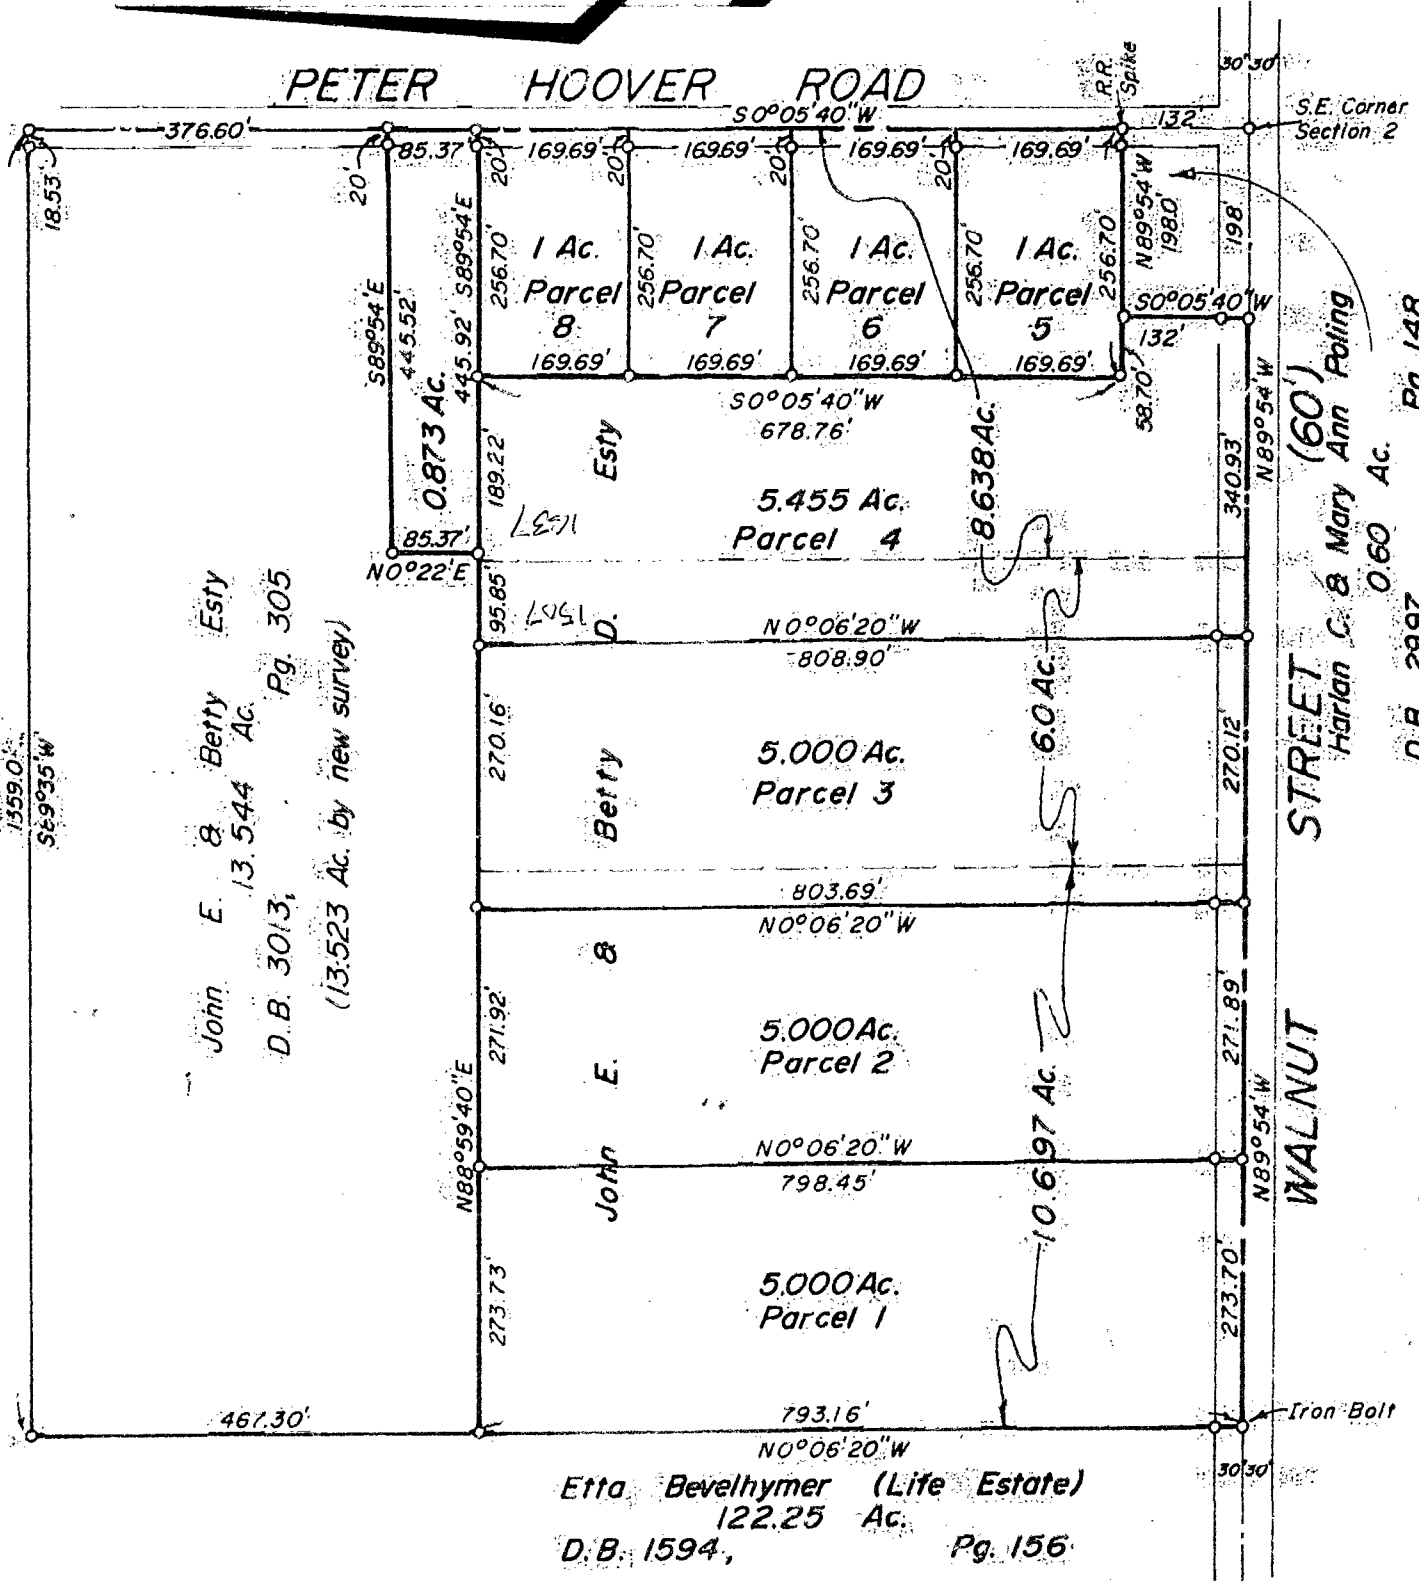 PETER HOOVER ROAD
S0°05'40"W
R.R. Spike
30' 30'
S.E. Corner
Section 2
376.60'
85.37'
169.69'
169.69'
169.69'
169.69'
132'
18.53'
20'
20'
20'
20'
20'
S89°54'E
445.52'
0.873 Ac.
445.92' S89°54'E
256.70'
256.70'
256.70'
256.70'
256.70'
N89°54'W
198.0'
198'
1 Ac.
Parcel
8
1 Ac.
Parcel
7
1 Ac.
Parcel
6
1 Ac.
Parcel
5
169.69'
169.69'
169.69'
169.69'
S0°05'40"W
132'
58.70'
S0°05'40"W
678.76'
189.22'
1637
85.37'
N0°22'E
95.85'
1507
5.455 Ac.
Parcel 4
8.638 Ac.
340.93'
N89°54'W
N0°06'20"W
808.90'
6.0 Ac.
270.16'
5.000 Ac.
Parcel 3
270.12'
803.69'
N0°06'20"W
271.92'
5.000 Ac.
Parcel 2
271.89'
N88°59'40"E
N89°54'W
N0°06'20"W
798.45'
10.697 Ac.
273.73'
5.000 Ac.
Parcel 1
273.70'
793.16'
N0°06'20"W
467.30'
Iron Bolt
30' 30'
1359.0'
S89°35'W
John E. & Betty Esty
13.544 Ac.
D.B. 3013, Pg. 305
(13.523 Ac. by new survey)
John E. & Betty D. Esty
WALNUT STREET (60')
Harlan C. & Mary Ann Poling
0.60 Ac.
D.B. 2997 Pg. 148
Etta Bevelhymer (Life Estate)
122.25 Ac.
D.B. 1594, Pg. 156